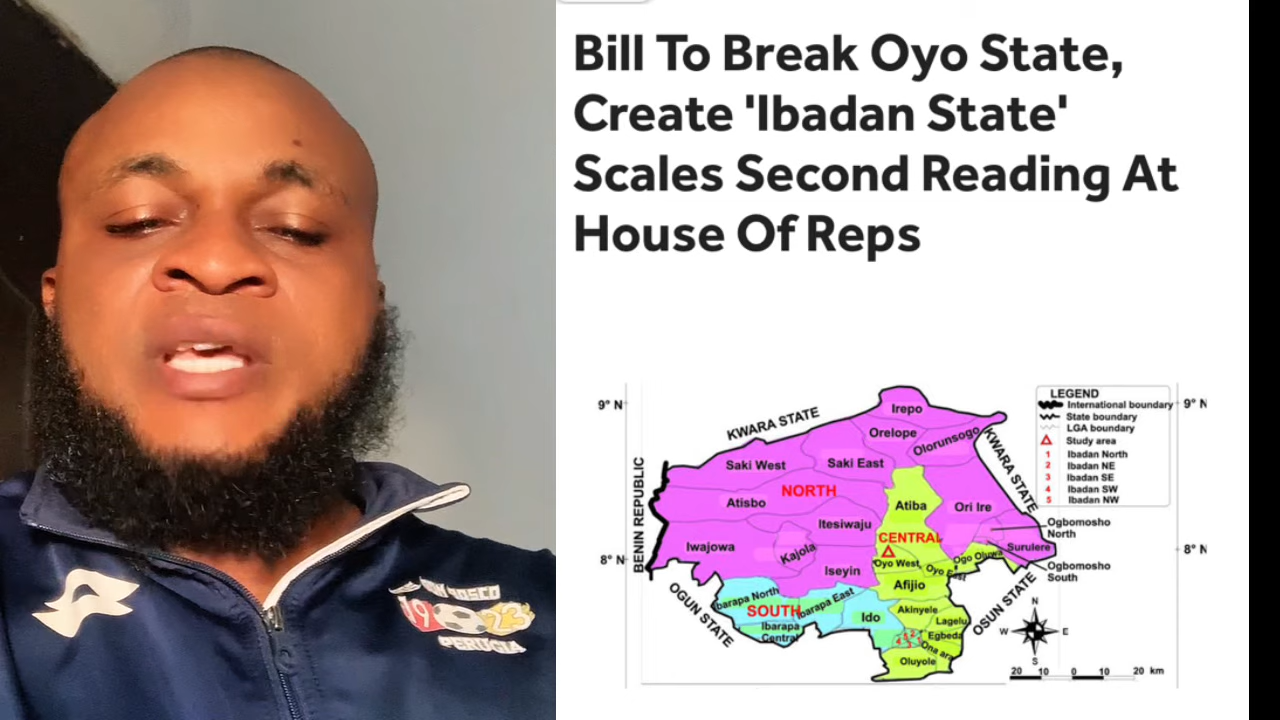 Bill To Break Oyo State,
Create 'Ibadan State'
Scales Second Reading At
House Of Reps
LEGEND
International boundary
State boundary
LGA boundary
Study area
1 Ibadan North
2 Ibadan NE
3 Ibadan SE
4 Ibadan SW
5 Ibadan NW
9° N
9° N
8° N
8° N
KWARA STATE
KWARA STATE
BENIN REPUBLIC
OGUN STATE
OSUN STATE
Irepo
Orelope
Olorunsogo
Saki West
Saki East
NORTH
Atisbo
Atiba
Ori Ire
Itesiwaju
Ogbomosho
North
CENTRAL
Iwajowa
Kajola
Surulere
Oyo West
Ogo Oluwa
Iseyin
Oyo East
Ogbomosho
South
Afijio
Ibarapa North
SOUTH
Ibarapa East
Ibarapa
Central
Ido
Akinyele
Lagelu
Egbeda
Ona ara
Oluyole
N
W
E
S
20 10 0 10 20 km
DON BOSCO
1923
PERUGIA